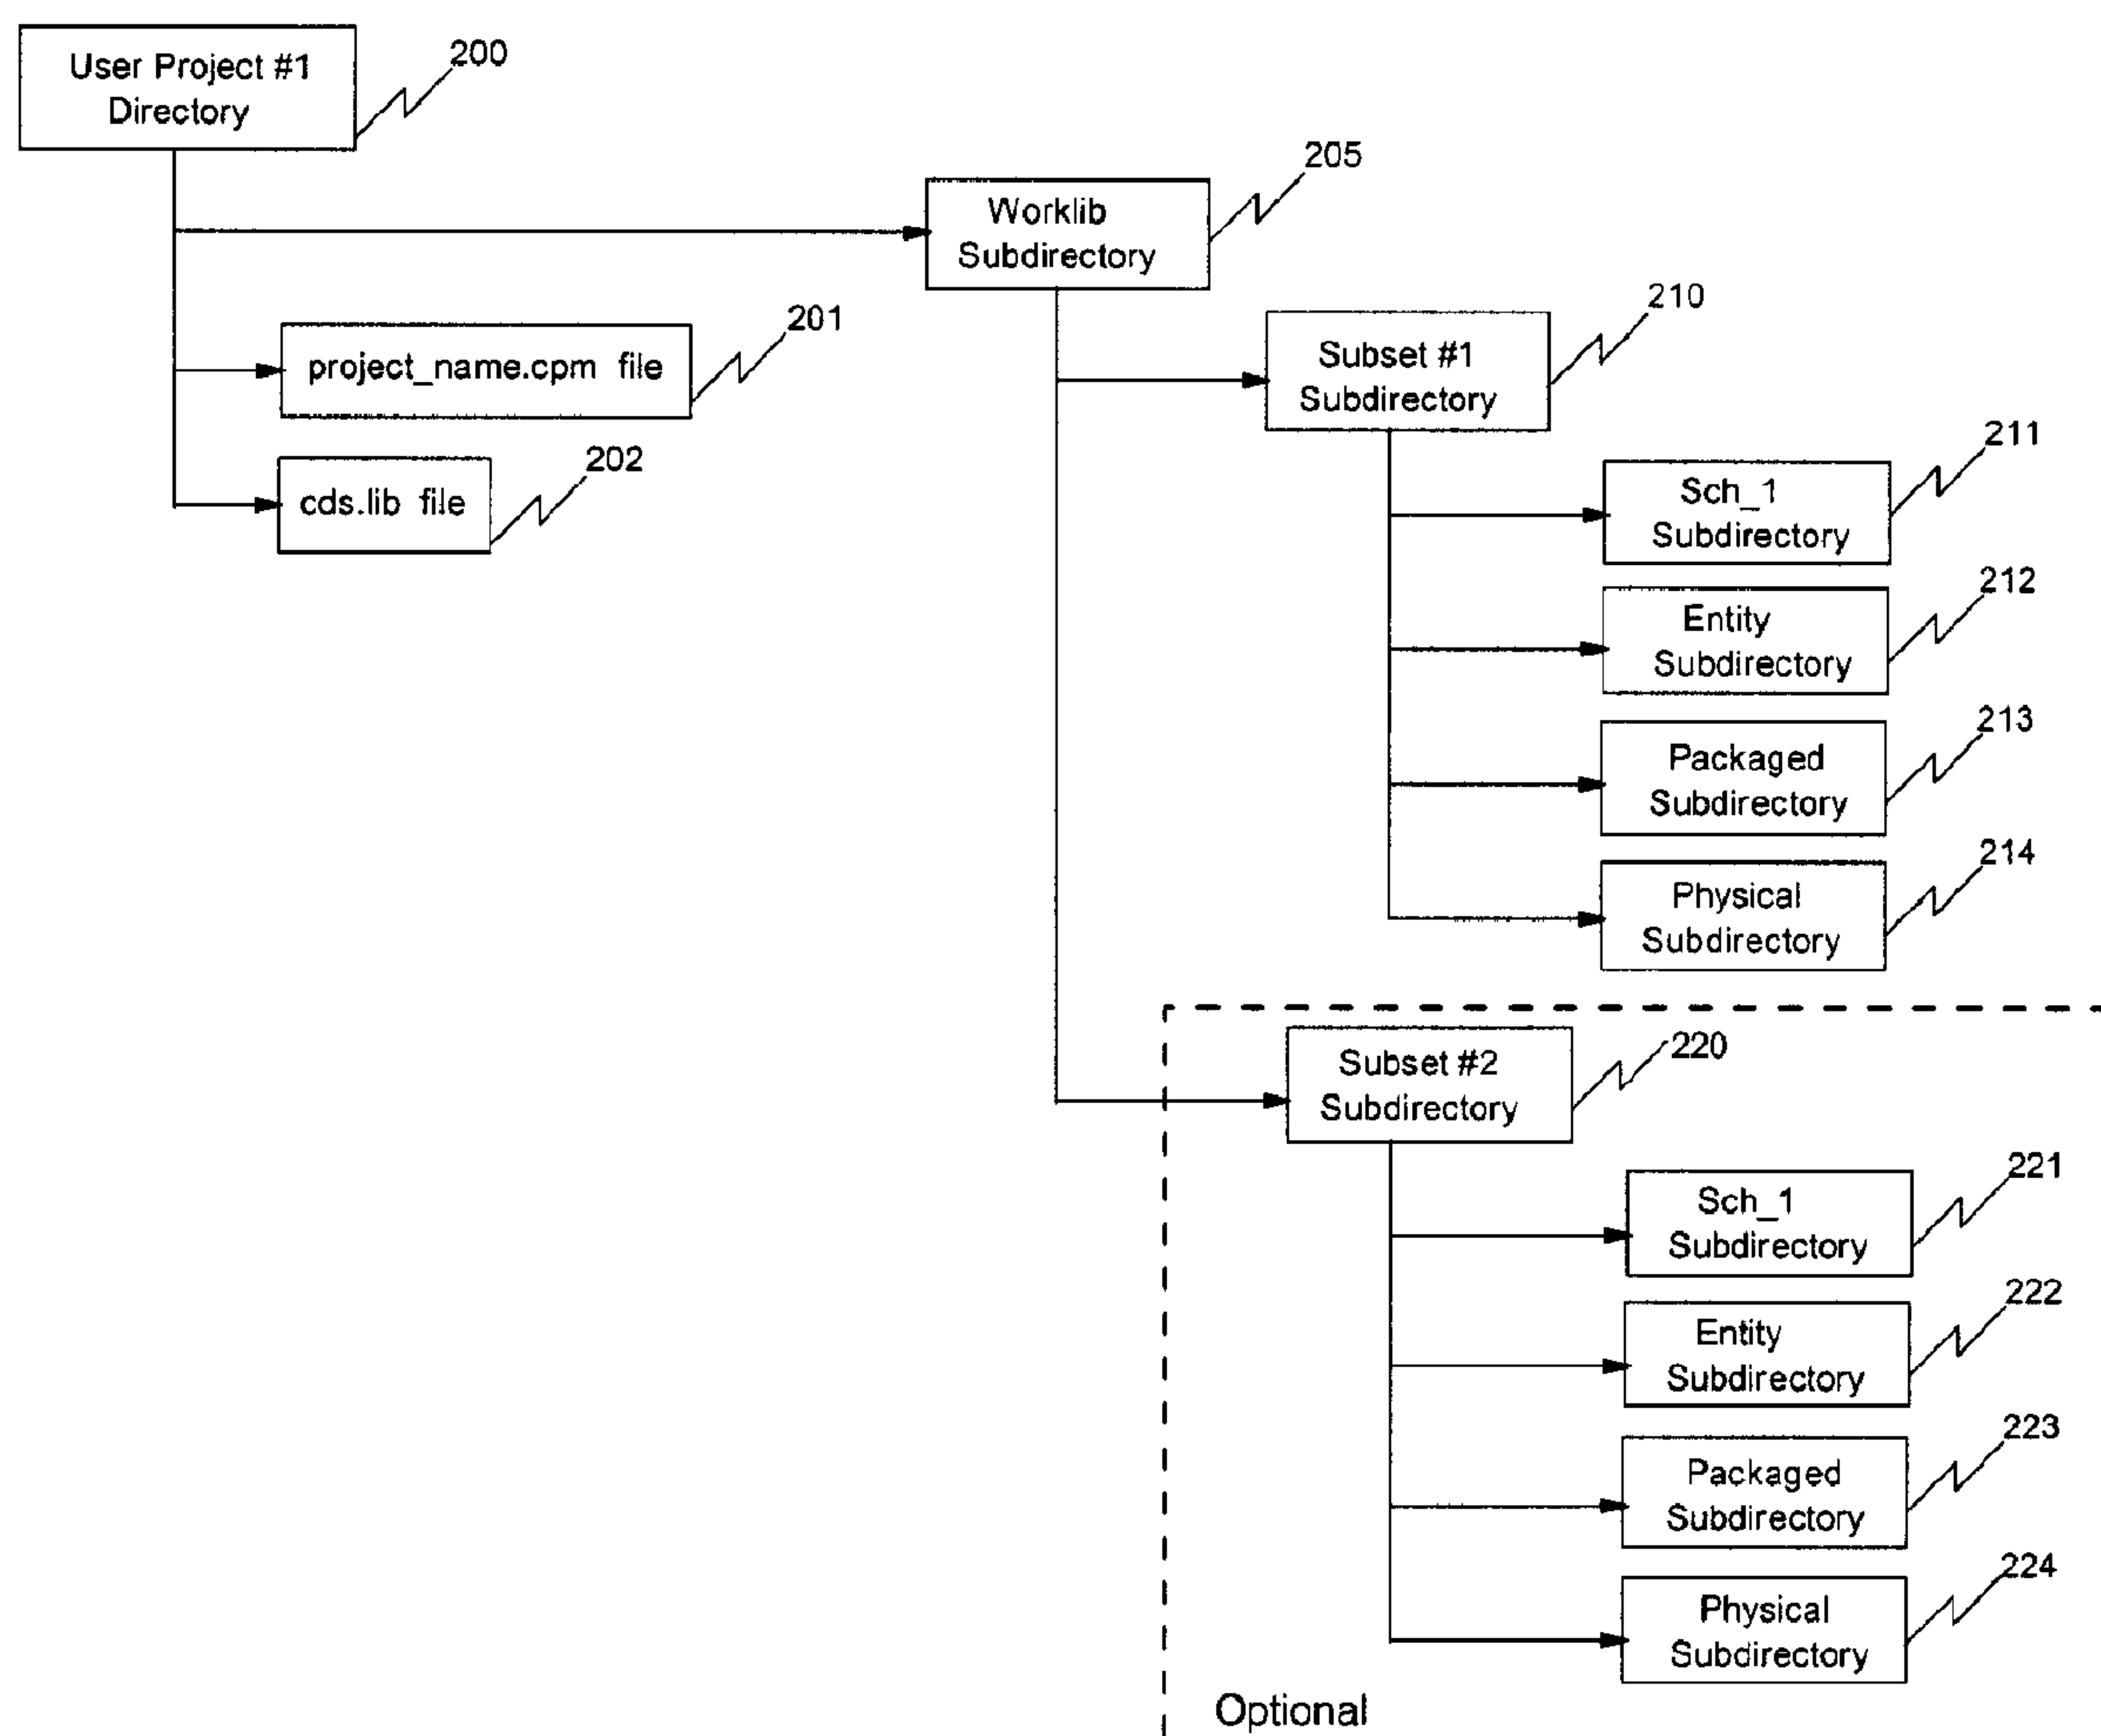 User Project #1
Directory
200
Worklib
Subdirectory
205
project_name.cpm file
201
cds.lib file
202
Subset #1
Subdirectory
210
Sch_1
Subdirectory
211
Entity
Subdirectory
212
Packaged
Subdirectory
213
Physical
Subdirectory
214
Subset #2
Subdirectory
220
Sch_1
Subdirectory
221
Entity
Subdirectory
222
Packaged
Subdirectory
223
Physical
Subdirectory
224
Optional